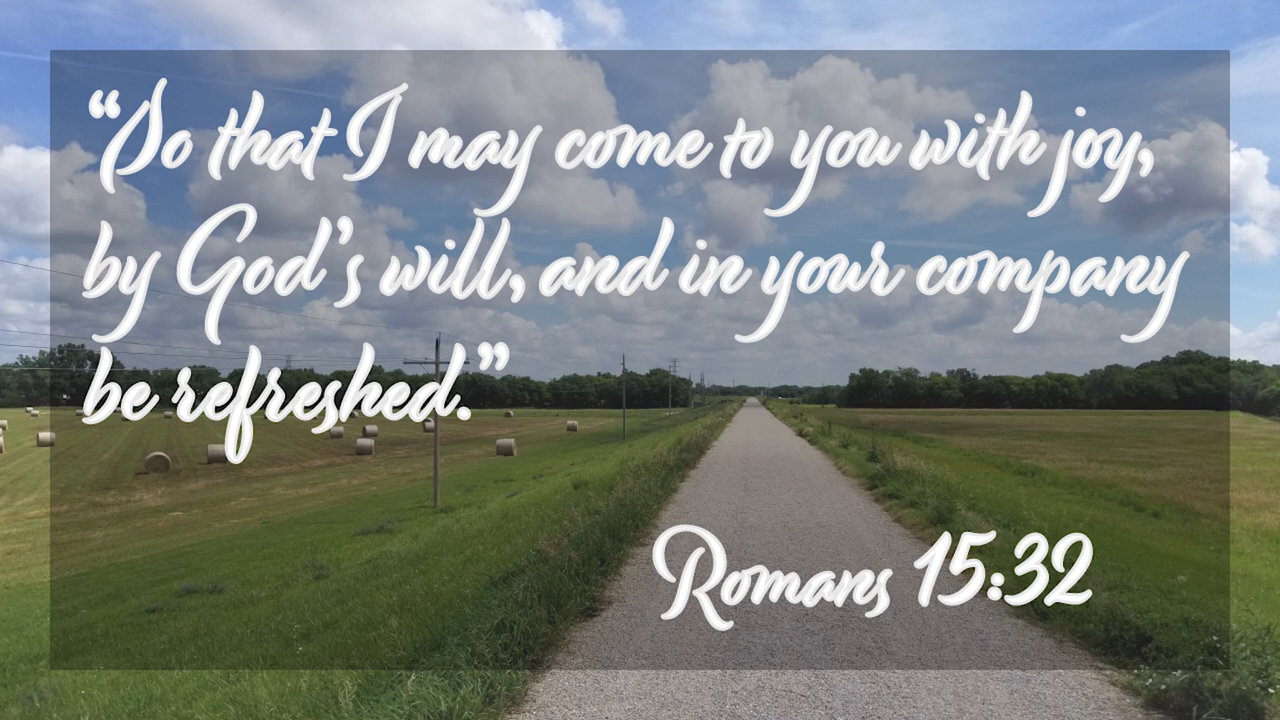 “So that I may come to you with joy,
by God’s will, and in your company
be refreshed.”
Romans 15:32